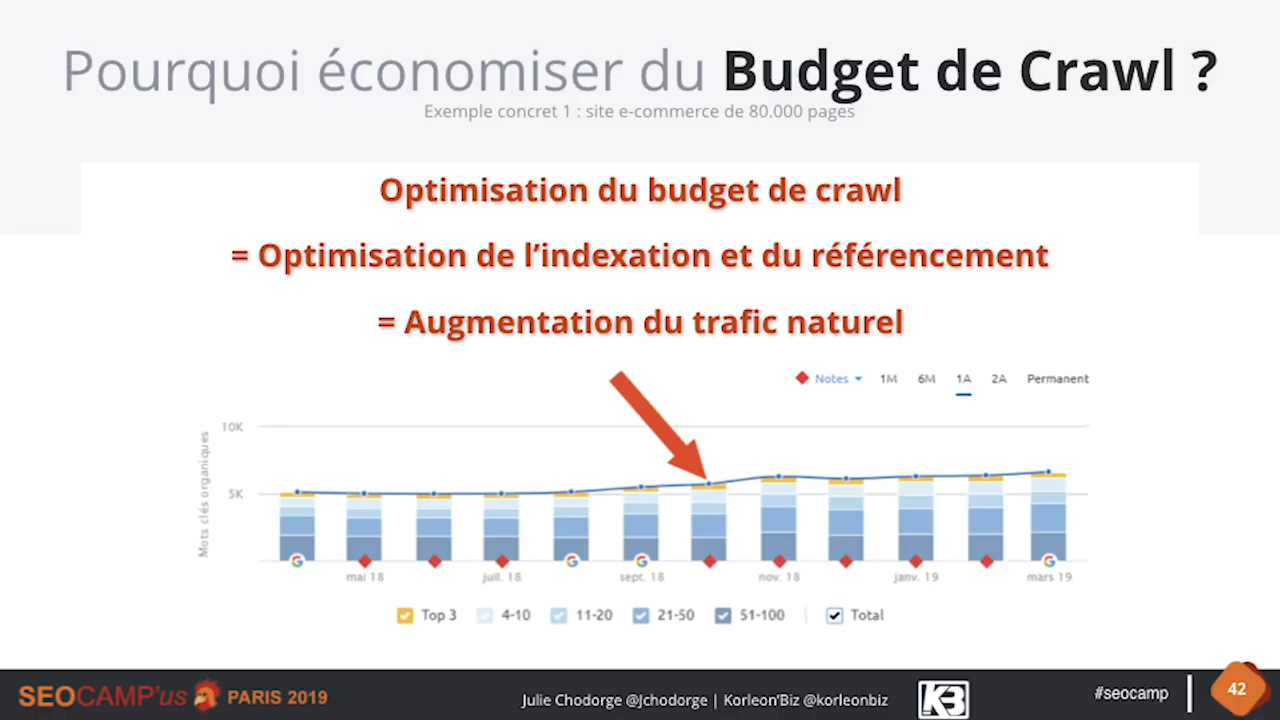 Pourquoi économiser du Budget de Crawl ?
Exemple concret 1 : site e-commerce de 80.000 pages
Optimisation du budget de crawl
= Optimisation de l’indexation et du référencement
= Augmentation du trafic naturel
Notes 1M 6M 1A 2A Permanent
Mots clés organiques
10K
5K
mai 18 juil. 18 sept. 18 nov. 18 janv. 19 mars 19
Top 3 4-10 11-20 21-50 51-100 Total
SEOCAMP'us PARIS 2019
Julie Chodorge @Jchodorge | Korleon’Biz @korleonbiz
KB
#seocamp
42